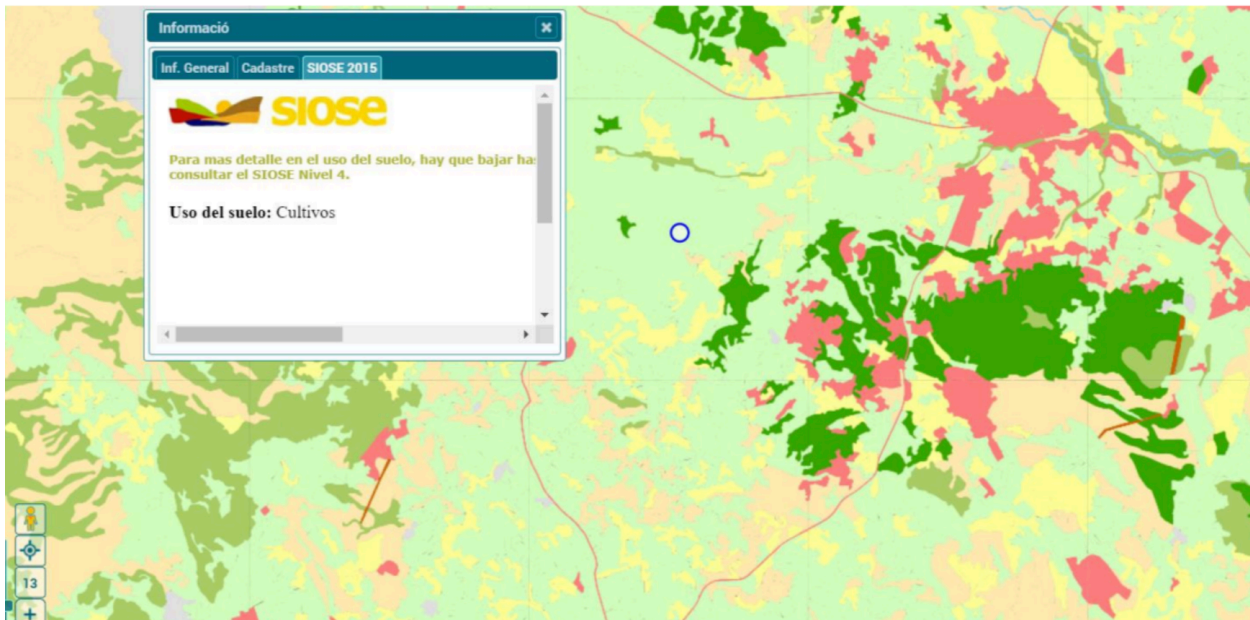 Informació
Inf. General Cadastre SIOSE 2015
SIOSE
Para mas detalle en el uso del suelo, hay que bajar
consultar el SIOSE Nivel 4.
Uso del suelo: Cultivos
13